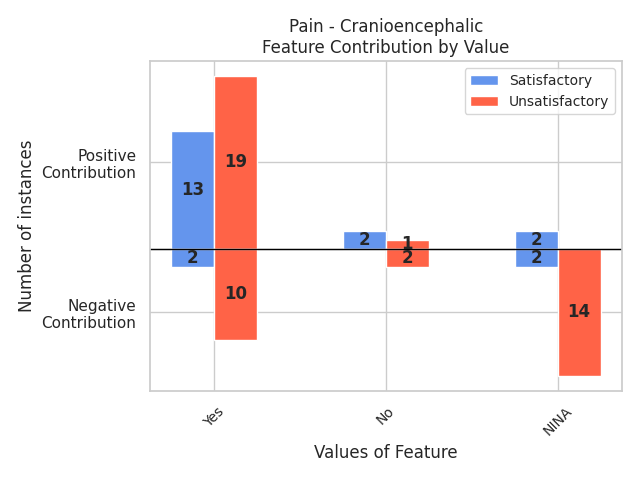 Pain - Cranioencephalic
Feature Contribution by Value
Satisfactory
Unsatisfactory
Number of instances
Positive
Contribution
Negative
Contribution
13
19
2
10
2
1
2
2
2
14
Yes
No
NINA
Values of Feature